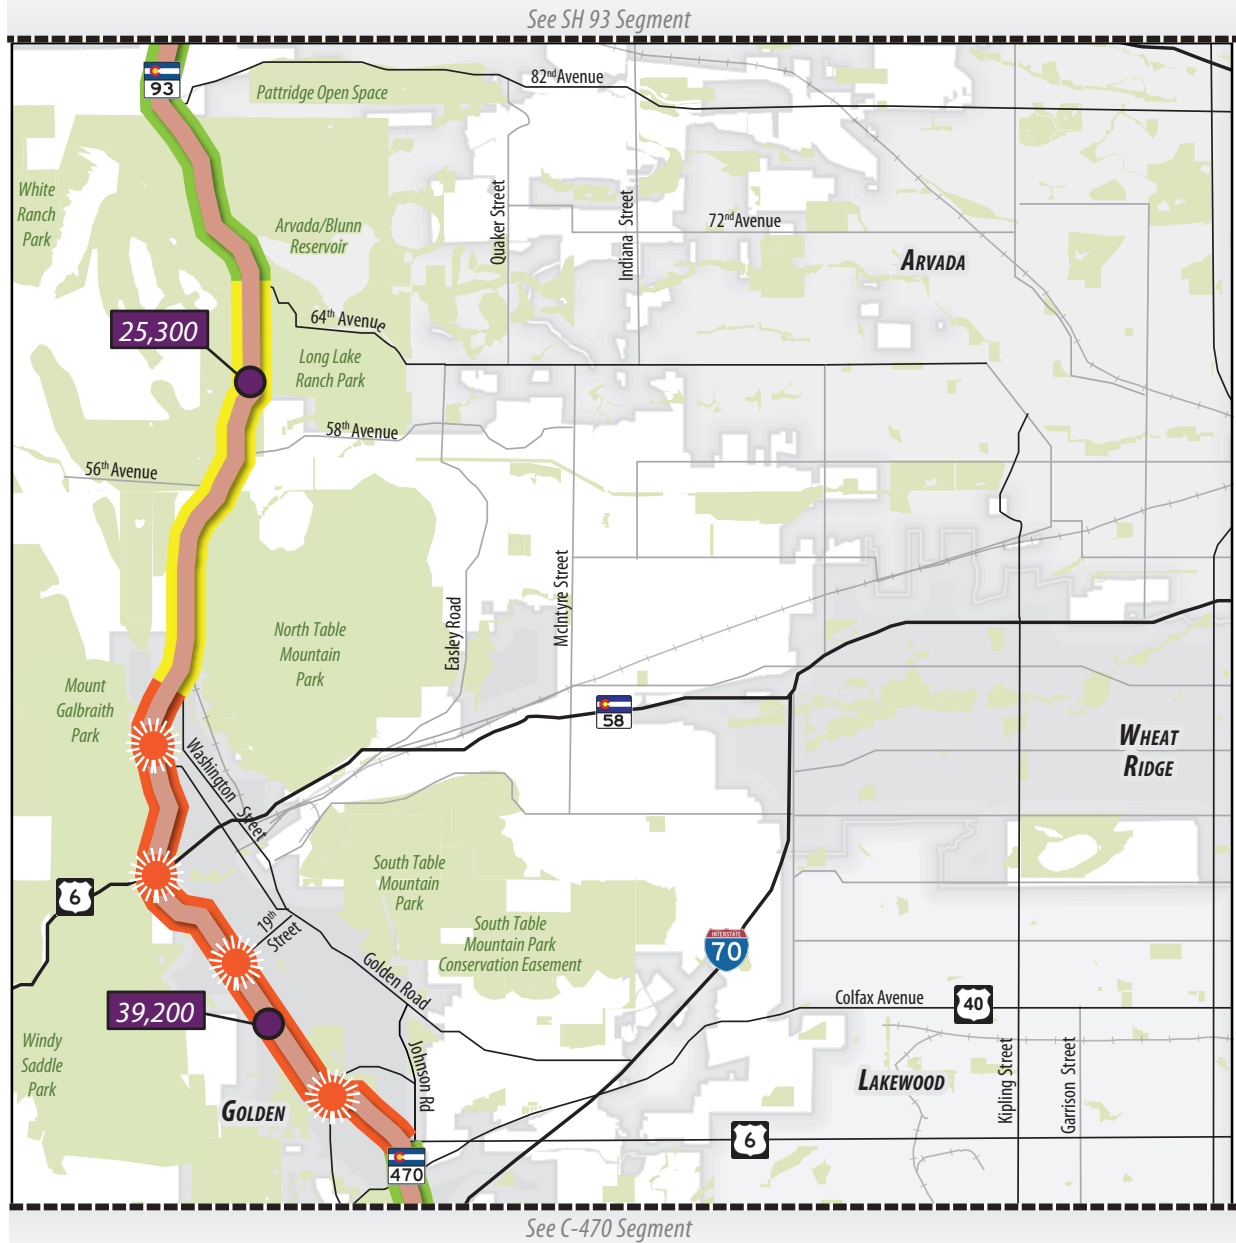 See SH 93 Segment
93
82nd Avenue
Pattridge Open Space
White
Ranch
Park
Arvada/Blunn
Reservoir
Quaker Street
Indiana Street
72nd Avenue
ARVADA
25,300
64th Avenue
Long Lake
Ranch Park
58th Avenue
56th Avenue
McIntyre Street
Easley Road
North Table
Mountain
Park
Mount
Galbraith
Park
58
Washington Street
WHEAT
RIDGE
6
South Table
Mountain
Park
19th
Street
South Table
Mountain Park
Conservation Easement
INTERSTATE
70
Golden Road
Colfax Avenue
40
39,200
Windy
Saddle
Park
Johnson Rd
Kipling Street
Garrison Street
LAKEWOOD
GOLDEN
6
470
See C-470 Segment